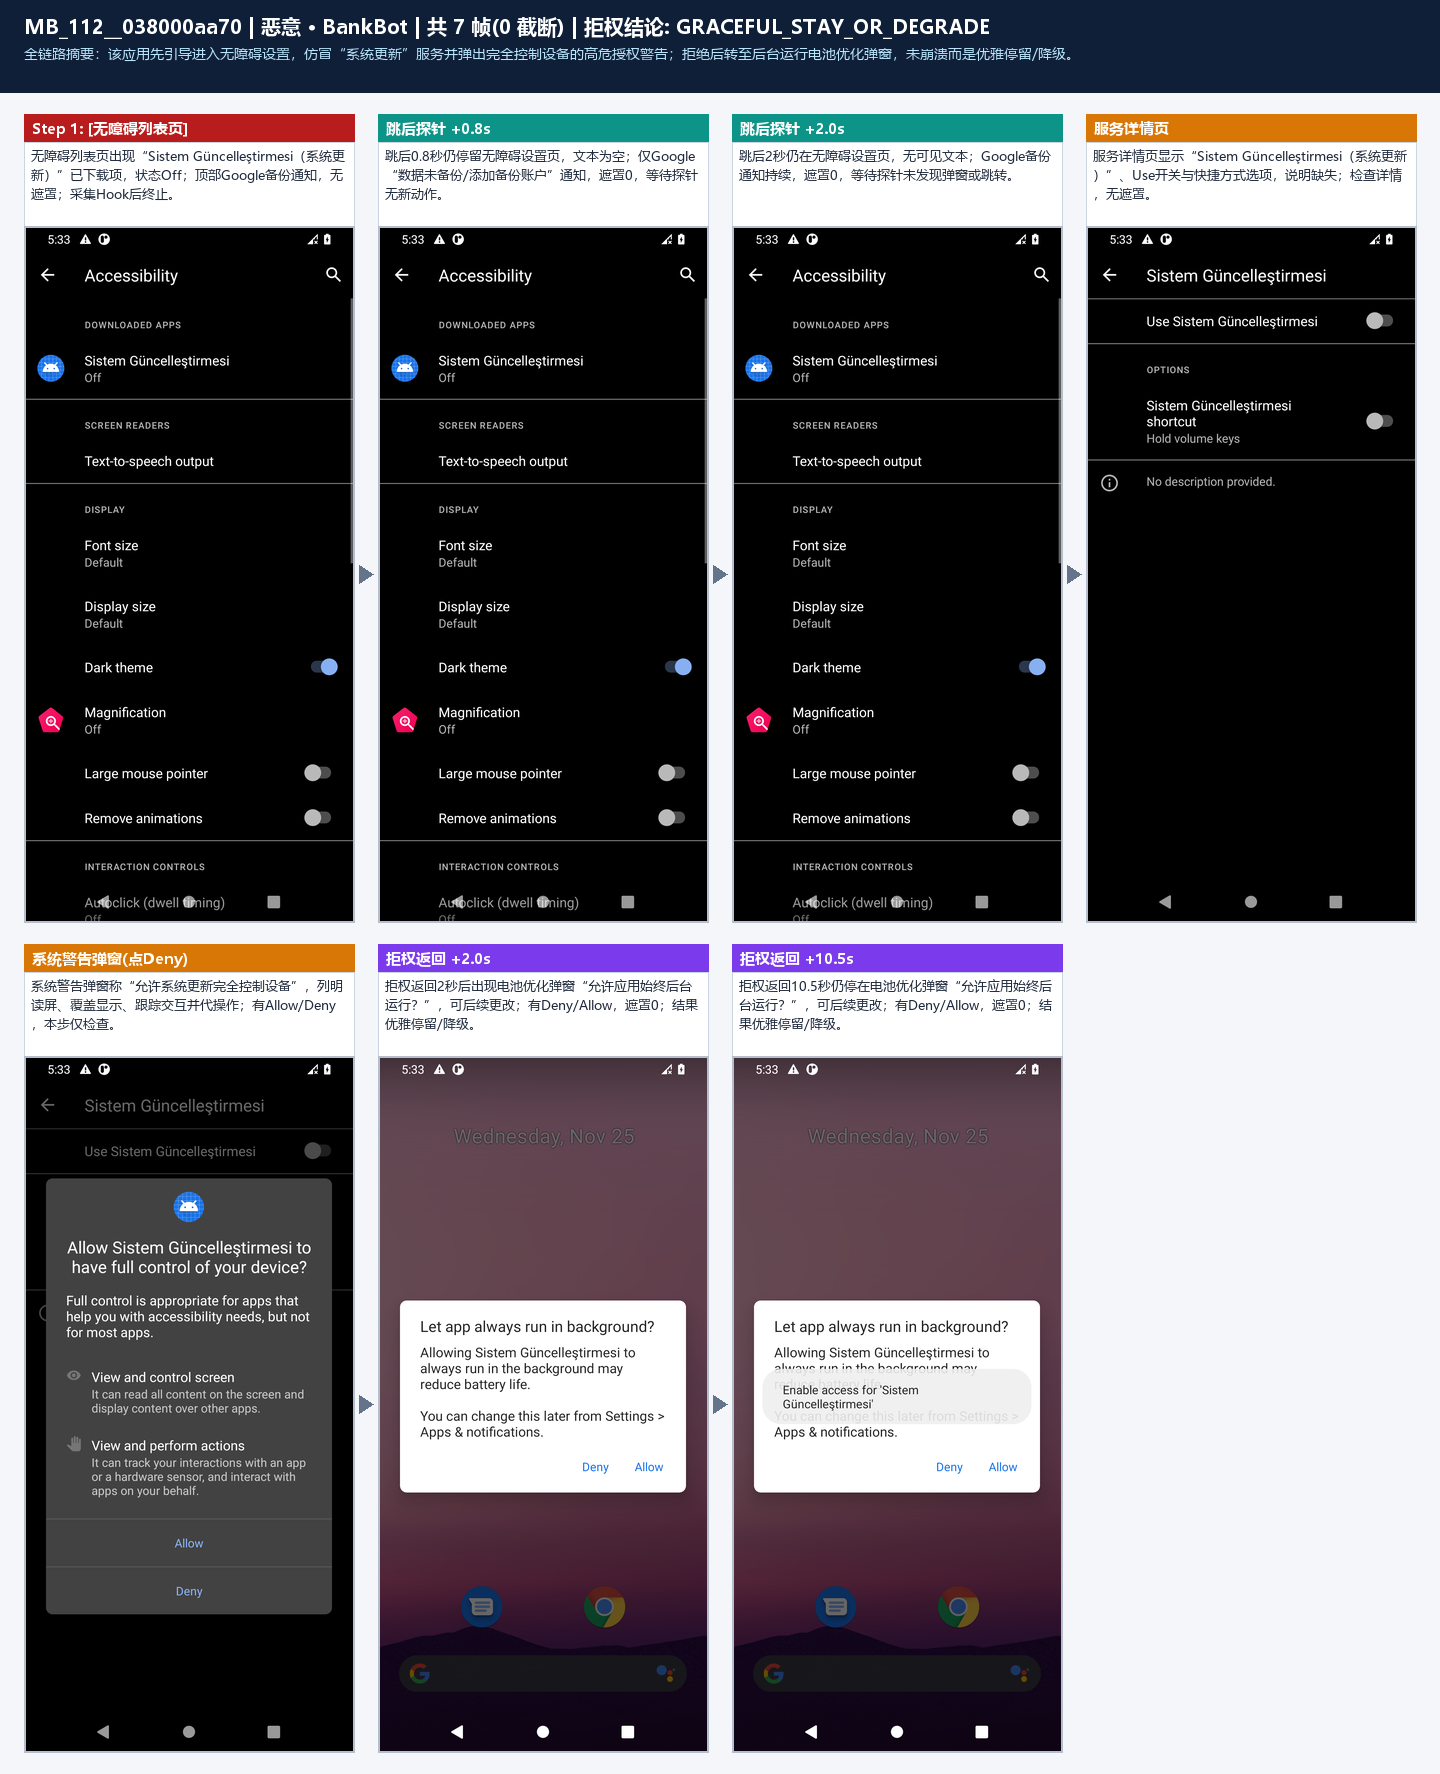 MB_112__038000aa70 | 恶意 • BankBot | 共 7 帧(0 截断) | 拒权结论: GRACEFUL_STAY_OR_DEGRADE
全链路摘要：该应用先引导进入无障碍设置，仿冒“系统更新”服务并弹出完全控制设备的高危授权警告；拒绝后转至后台运行电池优化弹窗，未崩溃而是优雅停留/降级。
Step 1: [无障碍列表页]
无障碍列表页出现“Sistem Güncelleştirmesi（系统更
新）”已下载项，状态Off；顶部Google备份通知，无
遮罩；采集Hook后终止。
5:33
Accessibility
DOWNLOADED APPS
Sistem Güncelleştirmesi
Off
SCREEN READERS
Text-to-speech output
DISPLAY
Font size
Default
Display size
Default
Dark theme
Magnification
Off
Large mouse pointer
Remove animations
INTERACTION CONTROLS
Autoclick (dwell timing)
Off
跳后探针 +0.8s
跳后0.8秒仍停留无障碍设置页，文本为空；仅Google
“数据未备份/添加备份账户”通知，遮罩0，等待探针
无新动作。
5:33
Accessibility
DOWNLOADED APPS
Sistem Güncelleştirmesi
Off
SCREEN READERS
Text-to-speech output
DISPLAY
Font size
Default
Display size
Default
Dark theme
Magnification
Off
Large mouse pointer
Remove animations
INTERACTION CONTROLS
Autoclick (dwell timing)
Off
跳后探针 +2.0s
跳后2秒仍在无障碍设置页，无可见文本；Google备份
通知持续，遮罩0，等待探针未发现弹窗或跳转。
5:33
Accessibility
DOWNLOADED APPS
Sistem Güncelleştirmesi
Off
SCREEN READERS
Text-to-speech output
DISPLAY
Font size
Default
Display size
Default
Dark theme
Magnification
Off
Large mouse pointer
Remove animations
INTERACTION CONTROLS
Autoclick (dwell timing)
Off
服务详情页
服务详情页显示“Sistem Güncelleştirmesi（系统更新
）”、Use开关与快捷方式选项，说明缺失；检查详情
，无遮罩。
5:33
Sistem Güncelleştirmesi
Use Sistem Güncelleştirmesi
OPTIONS
Sistem Güncelleştirmesi
shortcut
Hold volume keys
No description provided.
系统警告弹窗(点Deny)
系统警告弹窗称“允许系统更新完全控制设备”，列明
读屏、覆盖显示、跟踪交互并代操作；有Allow/Deny
，本步仅检查。
5:33
Sistem Güncelleştirmesi
Use Sistem Güncelleştirmesi
Allow Sistem Güncelleştirmesi to
have full control of your device?
Full control is appropriate for apps that
help you with accessibility needs, but not
for most apps.
View and control screen
It can read all content on the screen and
display content over other apps.
View and perform actions
It can track your interactions with an app
or a hardware sensor, and interact with
apps on your behalf.
Allow
Deny
拒权返回 +2.0s
拒权返回2秒后出现电池优化弹窗“允许应用始终后台
运行？”，可后续更改；有Deny/Allow，遮罩0；结果
优雅停留/降级。
5:33
Wednesday, Nov 25
Let app always run in background?
Allowing Sistem Güncelleştirmesi to
always run in the background may
reduce battery life.
You can change this later from Settings >
Apps & notifications.
Deny Allow
拒权返回 +10.5s
拒权返回10.5秒仍停在电池优化弹窗“允许应用始终后
台运行？”，可后续更改；有Deny/Allow，遮罩0；结
果优雅停留/降级。
5:33
Wednesday, Nov 25
Let app always run in background?
Allowing Sistem Güncelleştirmesi to
always run in the background may
reduce battery life.
Enable access for 'Sistem
Güncelleştirmesi'
You can change this later from Settings >
Apps & notifications.
Deny Allow